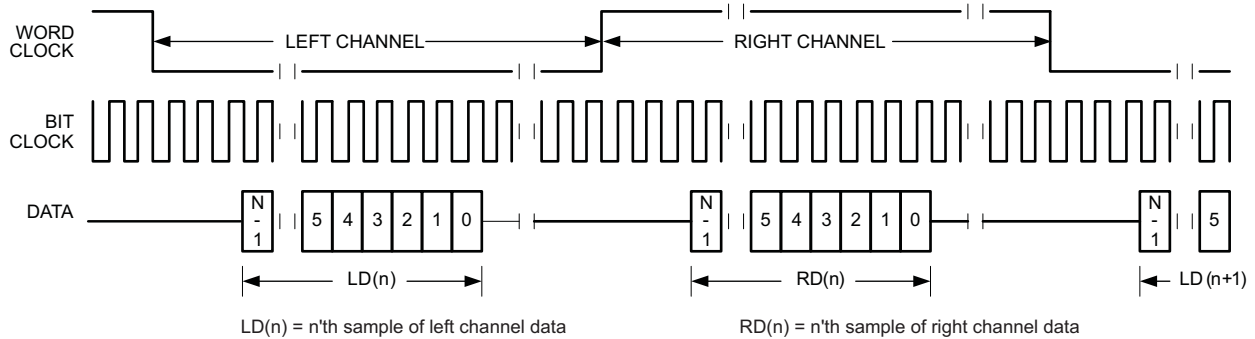 WORD
CLOCK
LEFT CHANNEL
RIGHT CHANNEL
BIT
CLOCK
DATA
N
-
1
5 4 3 2 1 0
N
-
1
5 4 3 2 1 0
N
-
1
5
LD(n)
RD(n)
LD (n+1)
LD(n) = n'th sample of left channel data
RD(n) = n'th sample of right channel data